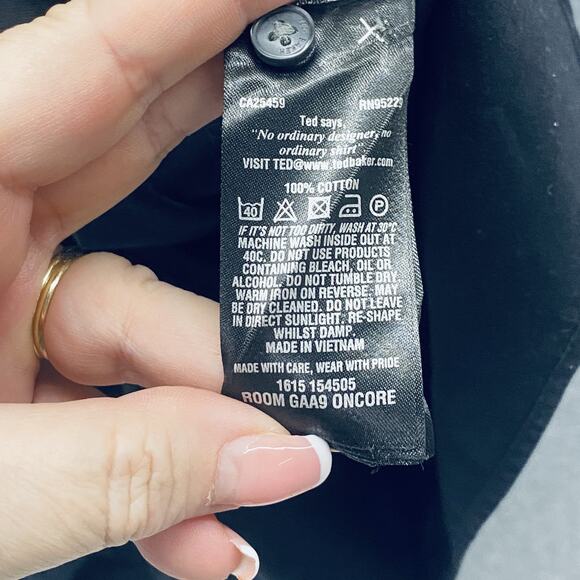 CA25459 RN95229
Ted says,
"No ordinary designer, no
ordinary shirt"
VISIT TED@www.tedbaker.com
100% COTTON
40 P
IF IT'S NOT TOO DIRTY, WASH AT 30°C
MACHINE WASH INSIDE OUT AT
40C. DO NOT USE PRODUCTS
CONTAINING BLEACH, OIL OR
ALCOHOL. DO NOT TUMBLE DRY
WARM IRON ON REVERSE. MAY
BE DRY CLEANED. DO NOT LEAVE
IN DIRECT SUNLIGHT. RE-SHAPE
WHILST DAMP.
MADE IN VIETNAM
MADE WITH CARE, WEAR WITH PRIDE
1615 154505
ROOM GAA9 ONCORE